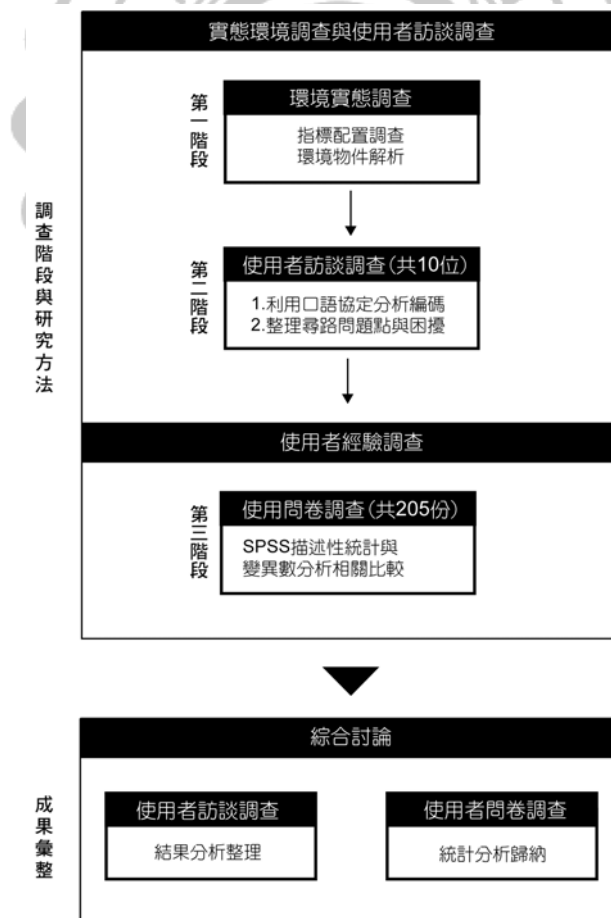 實態環境調查與使用者訪談調查
第一階段
環境實態調查
指標配置調查
環境物件解析
調查階段與研究方法
第二階段
使用者訪談調查(共10位)
1.利用口語協定分析編碼
2.整理尋路問題點與困擾
使用者經驗調查
第三階段
使用問卷調查(共205份)
SPSS描述性統計與
變異數分析相關比較
綜合討論
成果彙整
使用者訪談調查
結果分析整理
使用者問卷調查
統計分析歸納